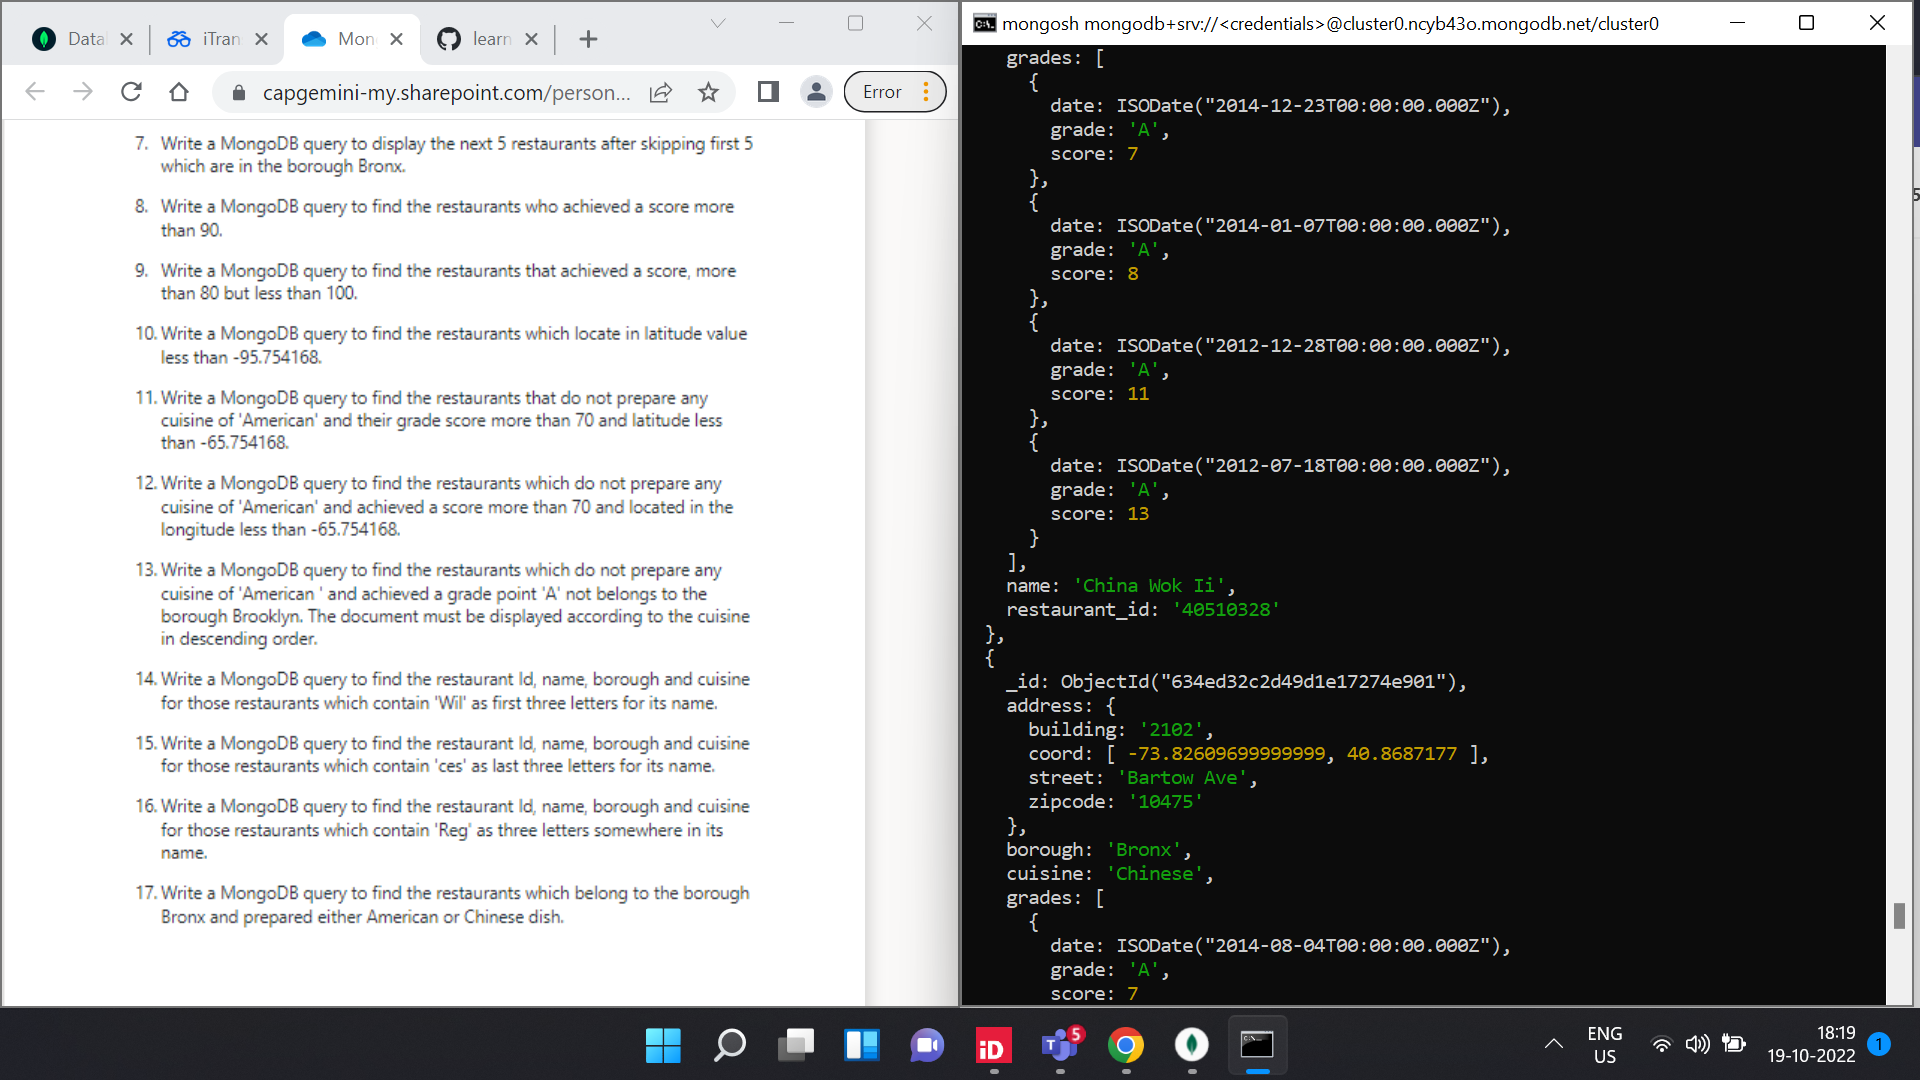 Data
iTran
Mon
learn
capgemini-my.sharepoint.com/person...
Error
7. Write a MongoDB query to display the next 5 restaurants after skipping first 5
which are in the borough Bronx.
8. Write a MongoDB query to find the restaurants who achieved a score more
than 90.
9. Write a MongoDB query to find the restaurants that achieved a score, more
than 80 but less than 100.
10. Write a MongoDB query to find the restaurants which locate in latitude value
less than -95.754168.
11. Write a MongoDB query to find the restaurants that do not prepare any
cuisine of 'American' and their grade score more than 70 and latitude less
than -65.754168.
12. Write a MongoDB query to find the restaurants which do not prepare any
cuisine of 'American' and achieved a score more than 70 and located in the
longitude less than -65.754168.
13. Write a MongoDB query to find the restaurants which do not prepare any
cuisine of 'American ' and achieved a grade point 'A' not belongs to the
borough Brooklyn. The document must be displayed according to the cuisine
in descending order.
14. Write a MongoDB query to find the restaurant Id, name, borough and cuisine
for those restaurants which contain 'Wil' as first three letters for its name.
15. Write a MongoDB query to find the restaurant Id, name, borough and cuisine
for those restaurants which contain 'ces' as last three letters for its name.
16. Write a MongoDB query to find the restaurant Id, name, borough and cuisine
for those restaurants which contain 'Reg' as three letters somewhere in its
name.
17. Write a MongoDB query to find the restaurants which belong to the borough
Bronx and prepared either American or Chinese dish.
mongosh mongodb+srv://<credentials>@cluster0.ncyb43o.mongodb.net/cluster0
grades: [
{
date: ISODate("2014-12-23T00:00:00.000Z"),
grade: 'A',
score: 7
},
{
date: ISODate("2014-01-07T00:00:00.000Z"),
grade: 'A',
score: 8
},
{
date: ISODate("2012-12-28T00:00:00.000Z"),
grade: 'A',
score: 11
},
{
date: ISODate("2012-07-18T00:00:00.000Z"),
grade: 'A',
score: 13
}
],
name: 'China Wok Ii',
restaurant_id: '40510328'
},
{
_id: ObjectId("634ed32c2d49d1e17274e901"),
address: {
building: '2102',
coord: [ -73.82609699999999, 40.8687177 ],
street: 'Bartow Ave',
zipcode: '10475'
},
borough: 'Bronx',
cuisine: 'Chinese',
grades: [
{
date: ISODate("2014-08-04T00:00:00.000Z"),
grade: 'A',
score: 7
5
iD
T
5
ENG
US
18:19
19-10-2022
1